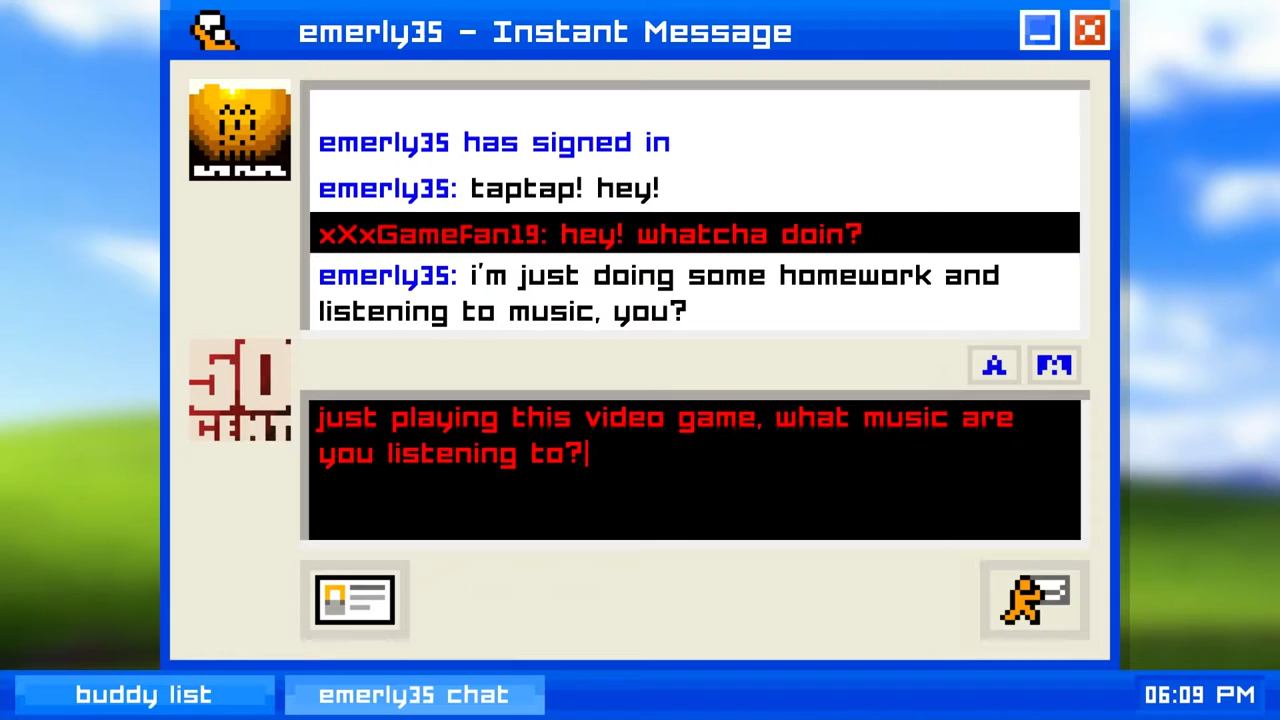 emerly35 - Instant Message
emerly35 has signed in
emerly35: taptap! hey!
xXxGameFan19: hey! whatcha doin?
emerly35: i'm just doing some homework and
listening to music, you?
A
50
CENT
just playing this video game, what music are
you listening to?
buddy list
emerly35 chat
06:09 PM